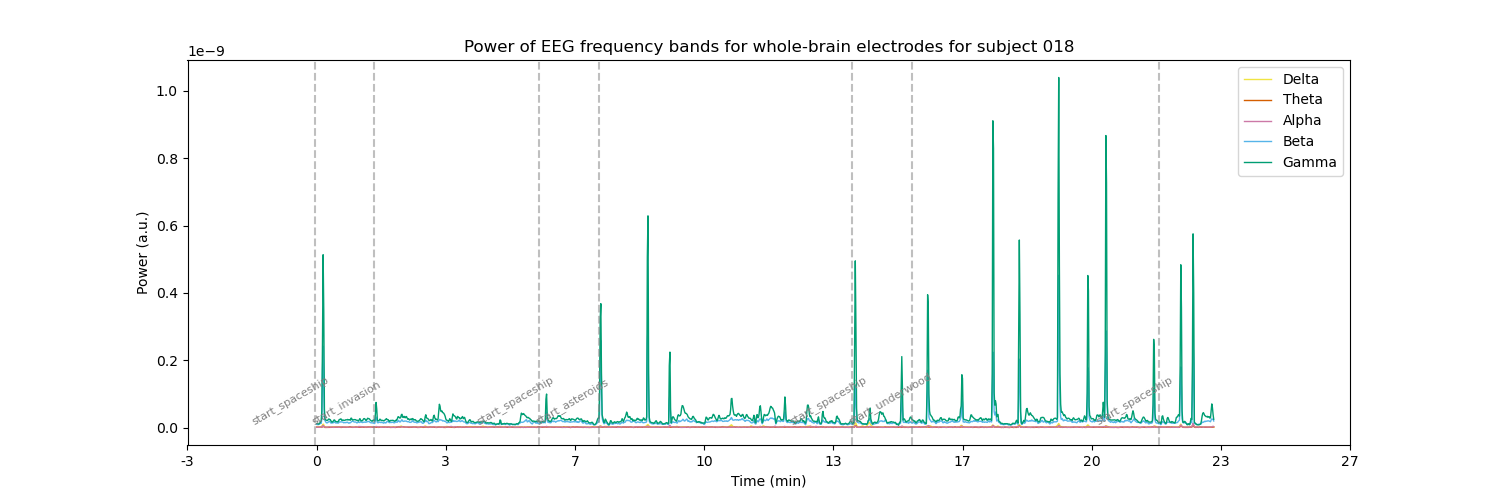 Power of EEG frequency bands for whole-brain electrodes for subject 018
1e−9
Delta
Theta
Alpha
Beta
Gamma
1.0
0.8
0.6
0.4
0.2
0.0
Power (a.u.)
start_spaceship
start_invasion
start_spaceship
start_asteroids
start_spaceship
start_underwood
start_spaceship
-3
0
3
7
10
13
17
20
23
27
Time (min)